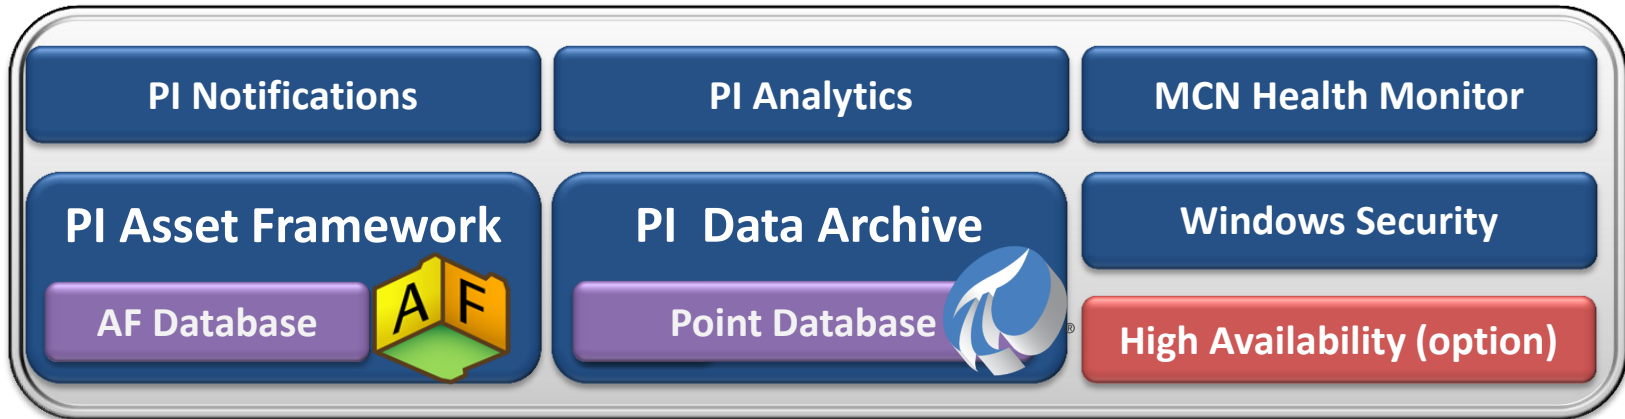 PI Notifications
PI Analytics
MCN Health Monitor
PI Asset Framework
PI  Data Archive
Windows Security
AF Database
A F
Point Database
®
High Availability (option)